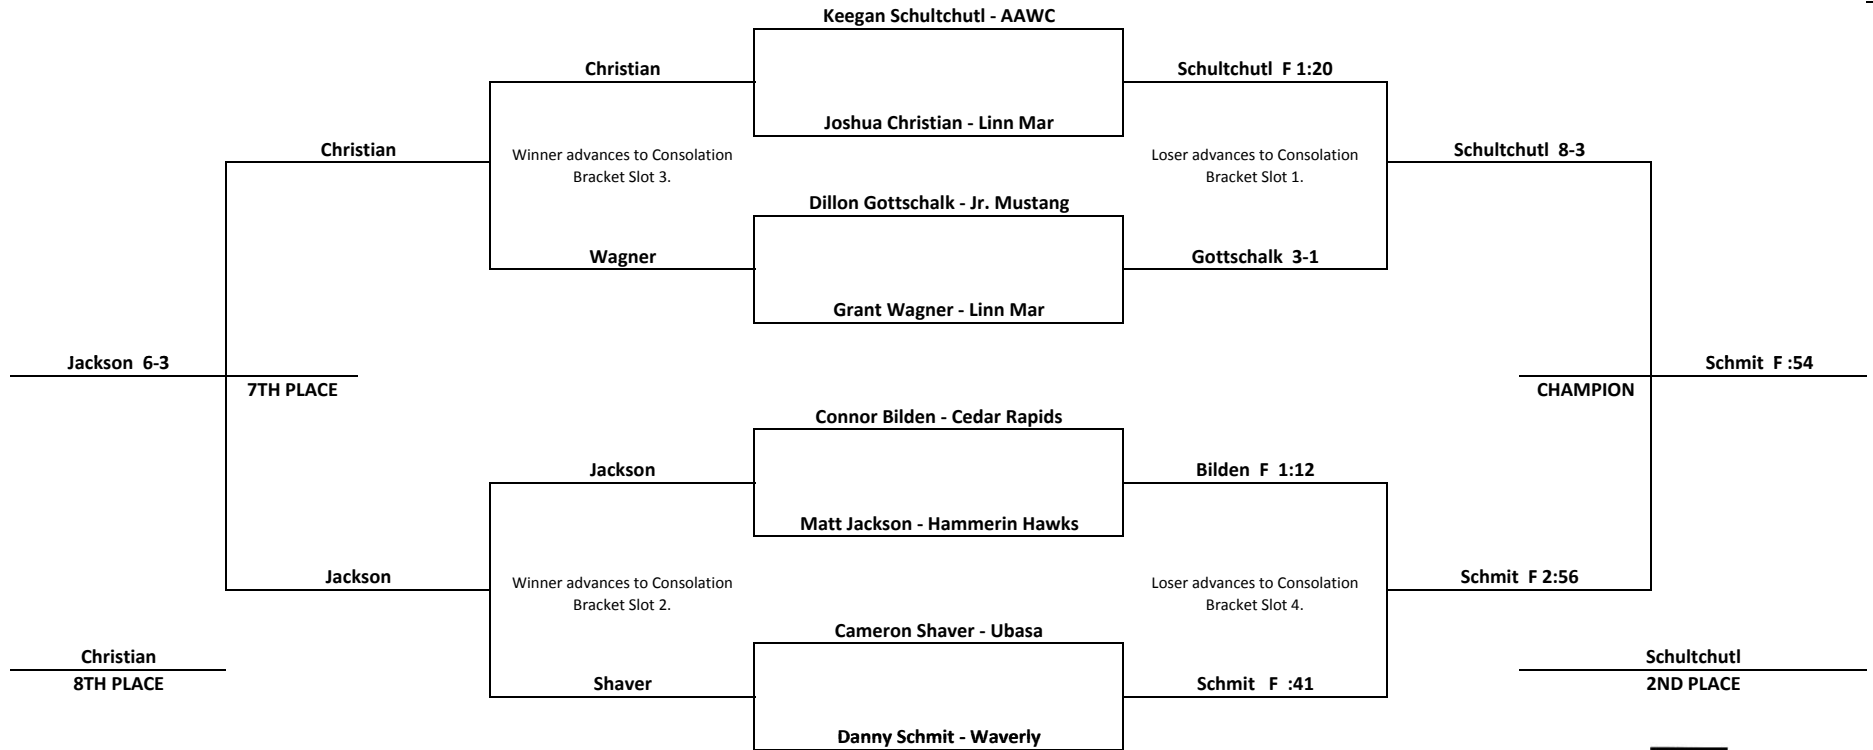 Keegan Schultchutl - AAWC
Christian
Schultchutl F 1:20
Joshua Christian - Linn Mar
Christian
Winner advances to Consolation
Bracket Slot 3.
Loser advances to Consolation
Bracket Slot 1.
Schultchutl 8-3
Dillon Gottschalk - Jr. Mustang
Wagner
Gottschalk 3-1
Grant Wagner - Linn Mar
Jackson 6-3
7TH PLACE
Schmit F :54
CHAMPION
Connor Bilden - Cedar Rapids
Jackson
Bilden F 1:12
Matt Jackson - Hammerin Hawks
Jackson
Winner advances to Consolation
Bracket Slot 2.
Loser advances to Consolation
Bracket Slot 4.
Schmit F 2:56
Cameron Shaver - Ubasa
Christian
8TH PLACE
Shaver
Schmit F :41
Schultchutl
2ND PLACE
Danny Schmit - Waverly